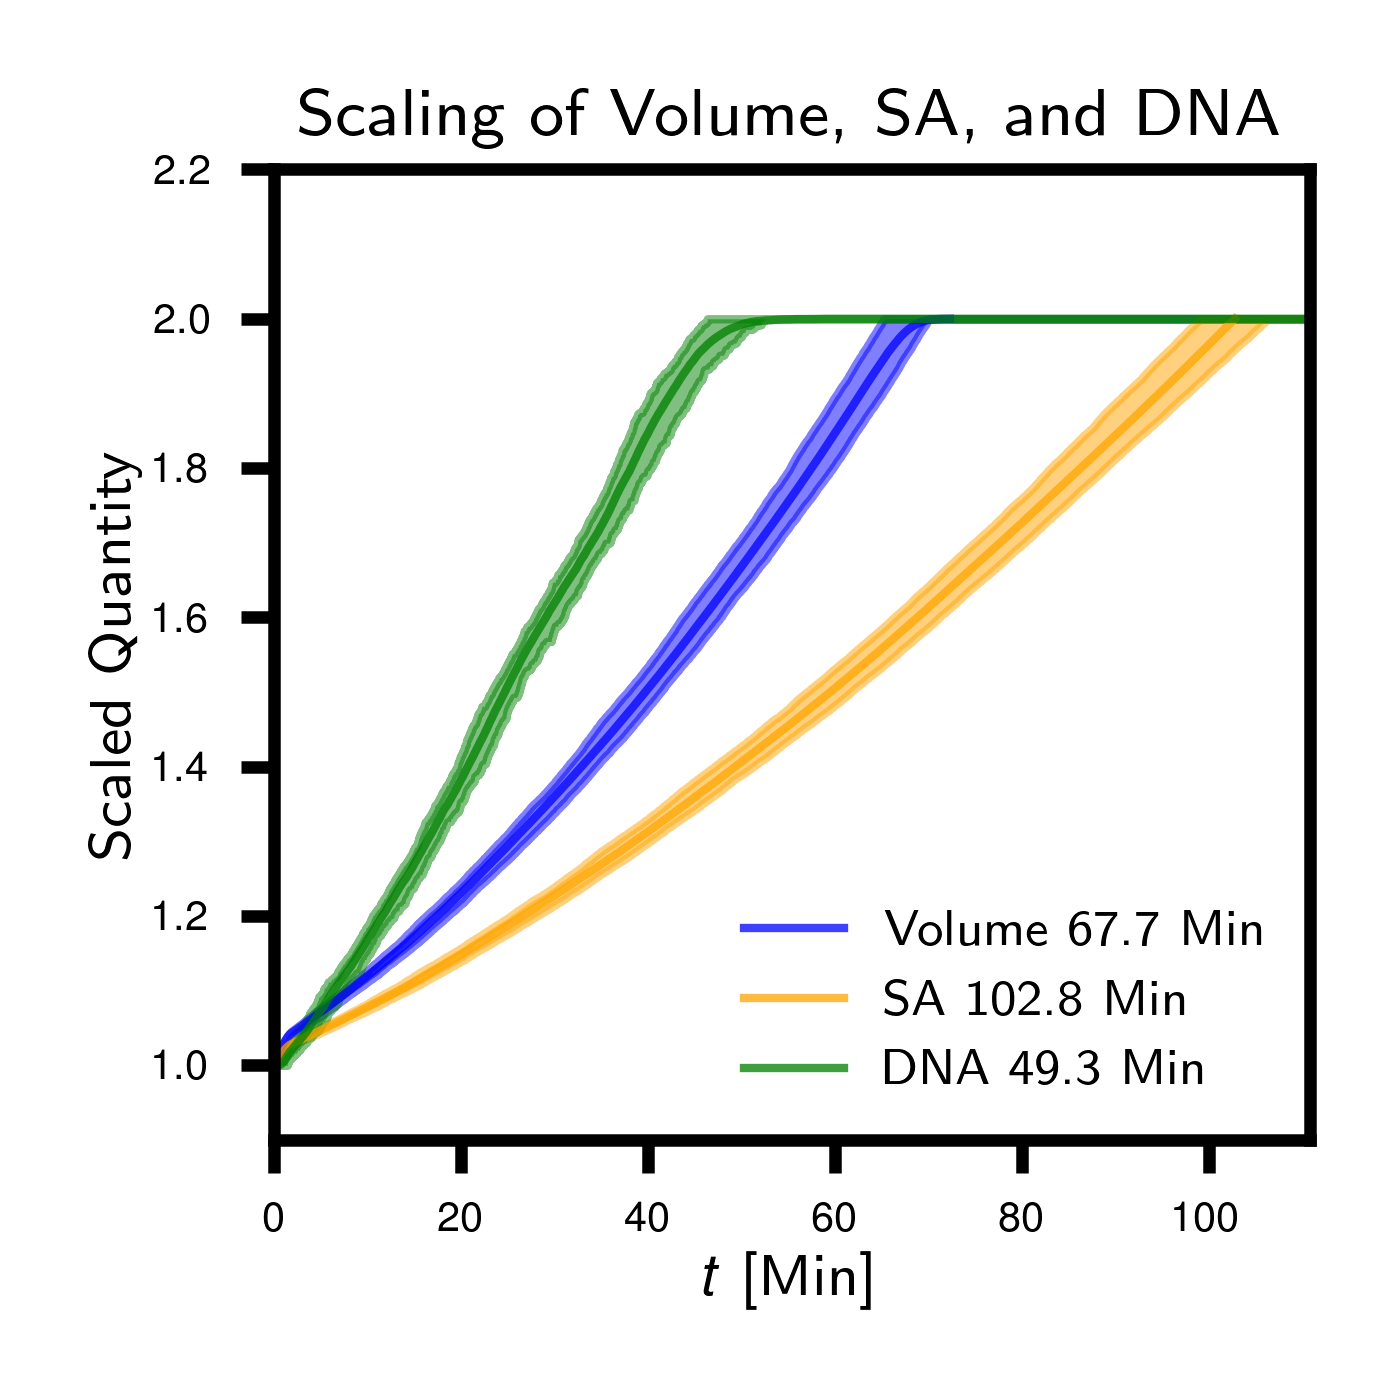 Scaling of Volume, SA, and DNA
2.2
2.0
1.8
1.6
1.4
1.2
1.0
Scaled Quantity
Volume 67.7 Min
SA 102.8 Min
DNA 49.3 Min
0 20 40 60 80 100
t [Min]